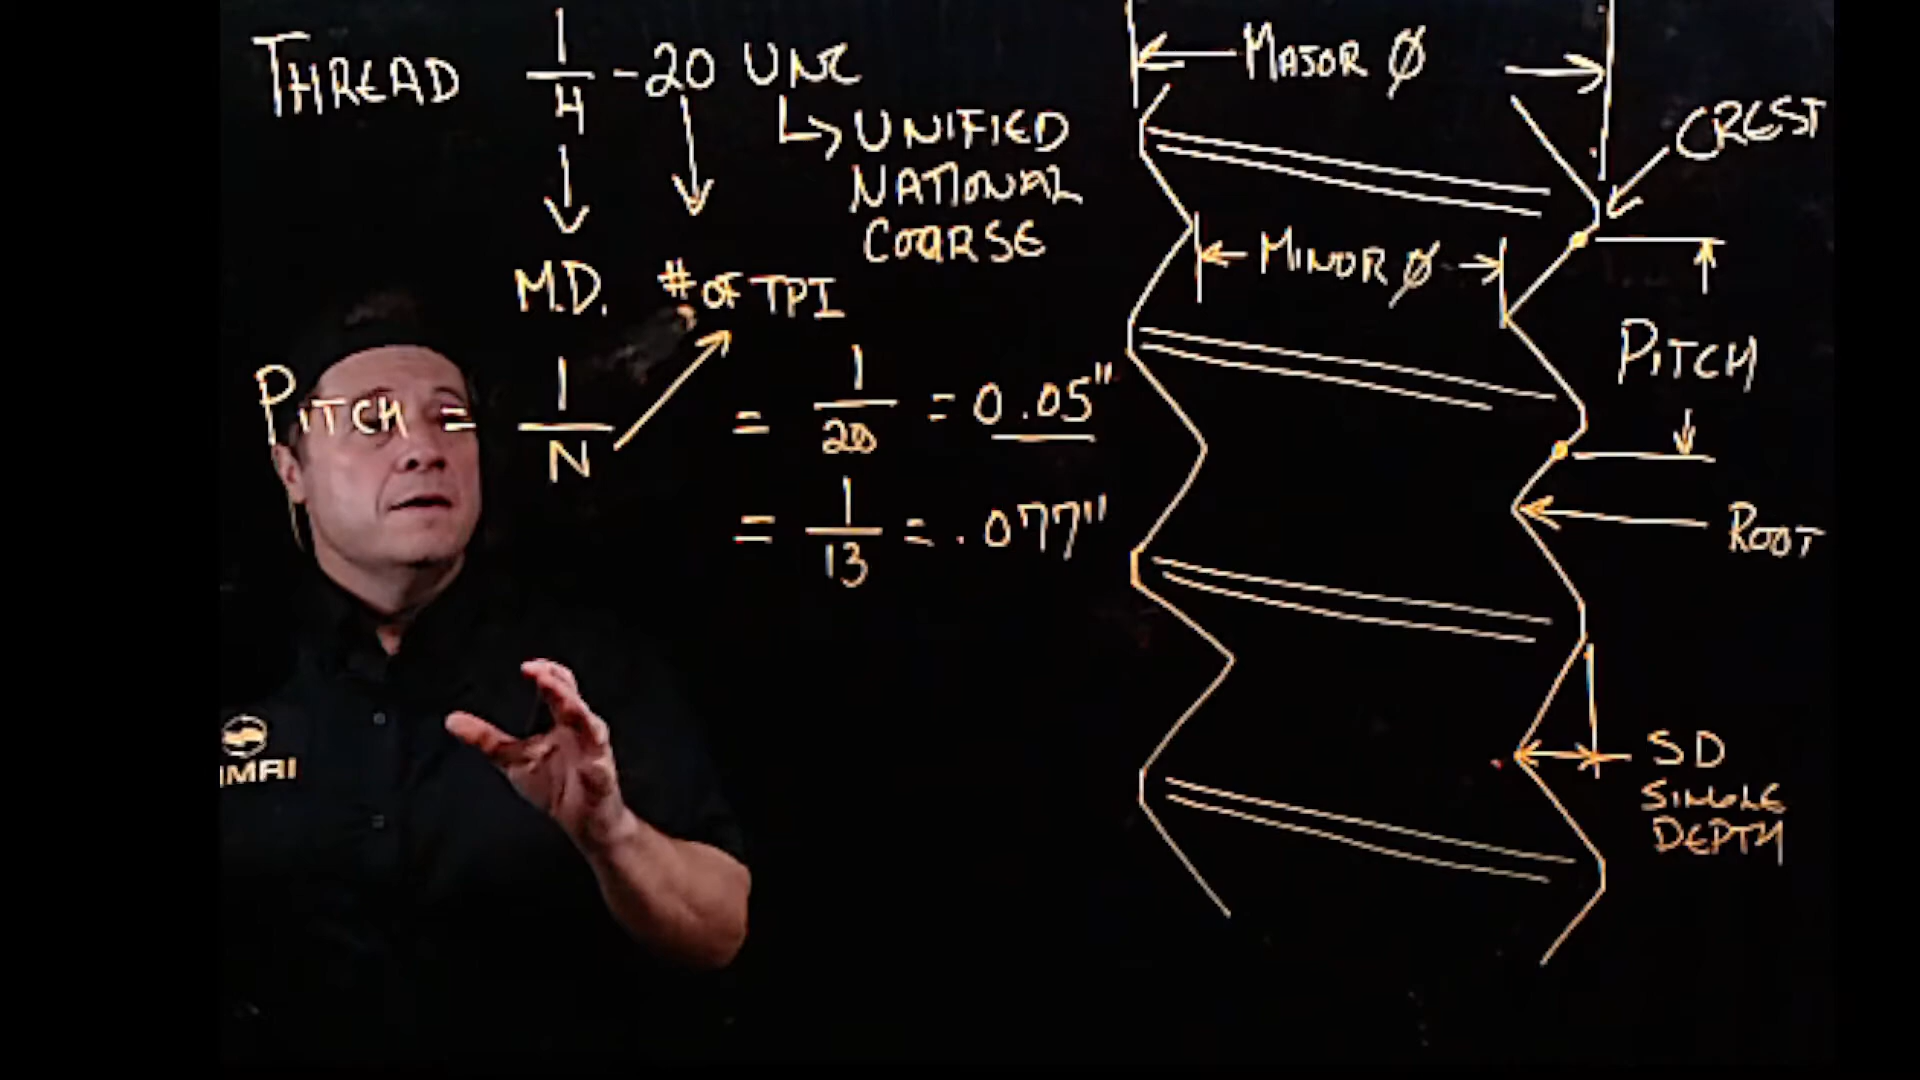 THREAD 1/4 - 20 UNC
UNIFIED
NATIONAL
COARSE
M.D. # OF TPI
PITCH = 1/N = 1/20 = 0.05"
= 1/13 = .077"
MAJOR Ø
CREST
MINOR Ø
PITCH
ROOT
SD
SINGLE
DEPTH
IMRI